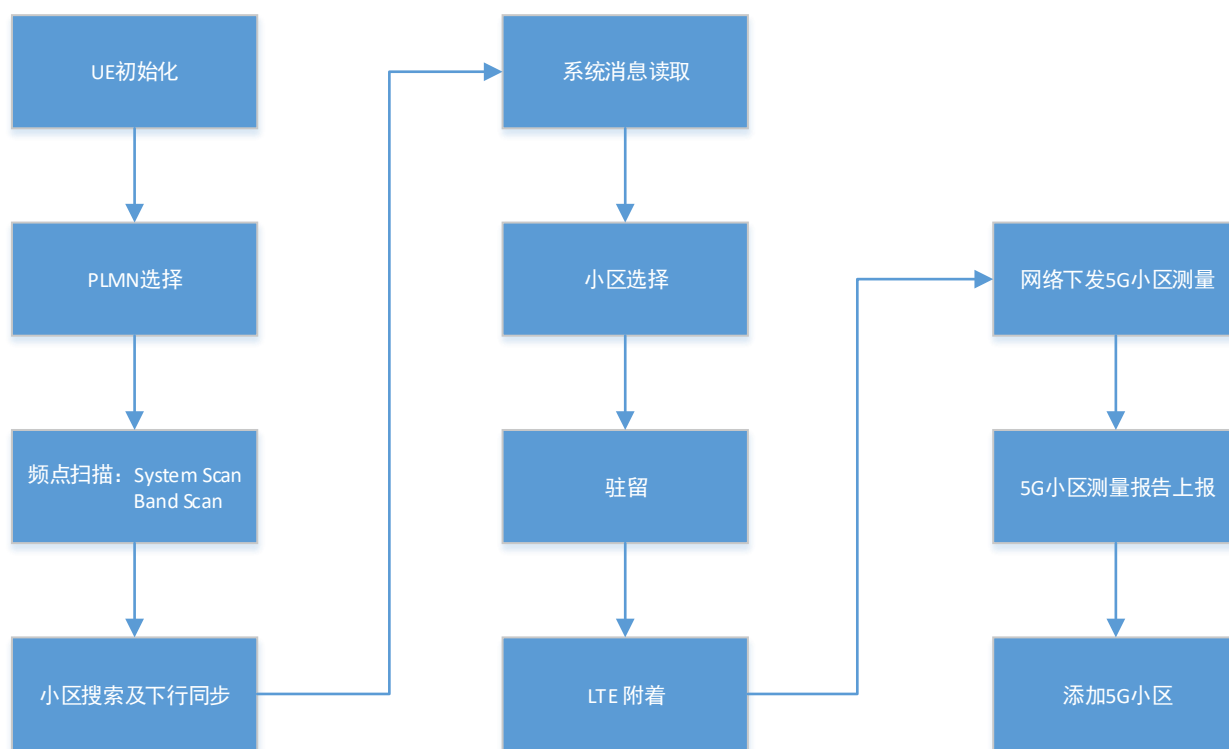 UE初始化
PLMN选择
频点扫描：System Scan
Band Scan
小区搜索及下行同步
系统消息读取
小区选择
驻留
LTE 附着
网络下发5G小区测量
5G小区测量报告上报
添加5G小区